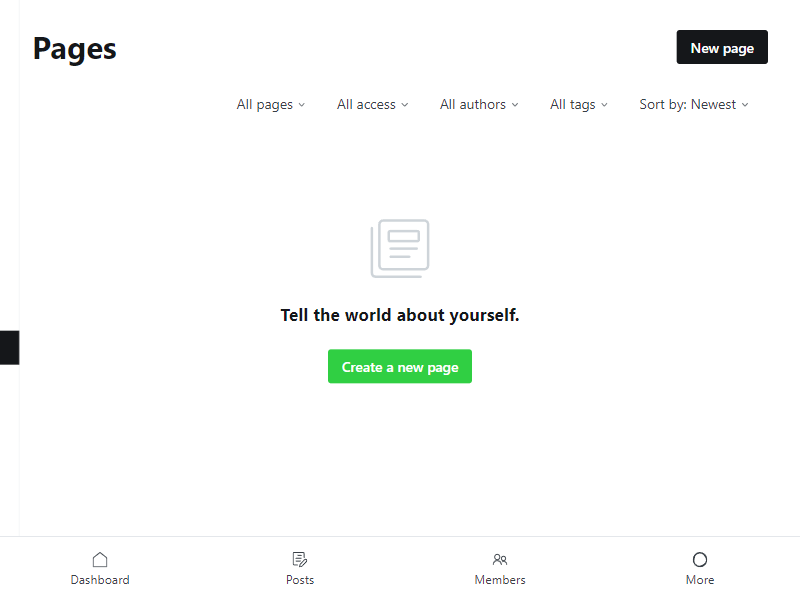 Pages
New page
All pages
All access
All authors
All tags
Sort by: Newest
Tell the world about yourself.
Create a new page
Dashboard
Posts
Members
More